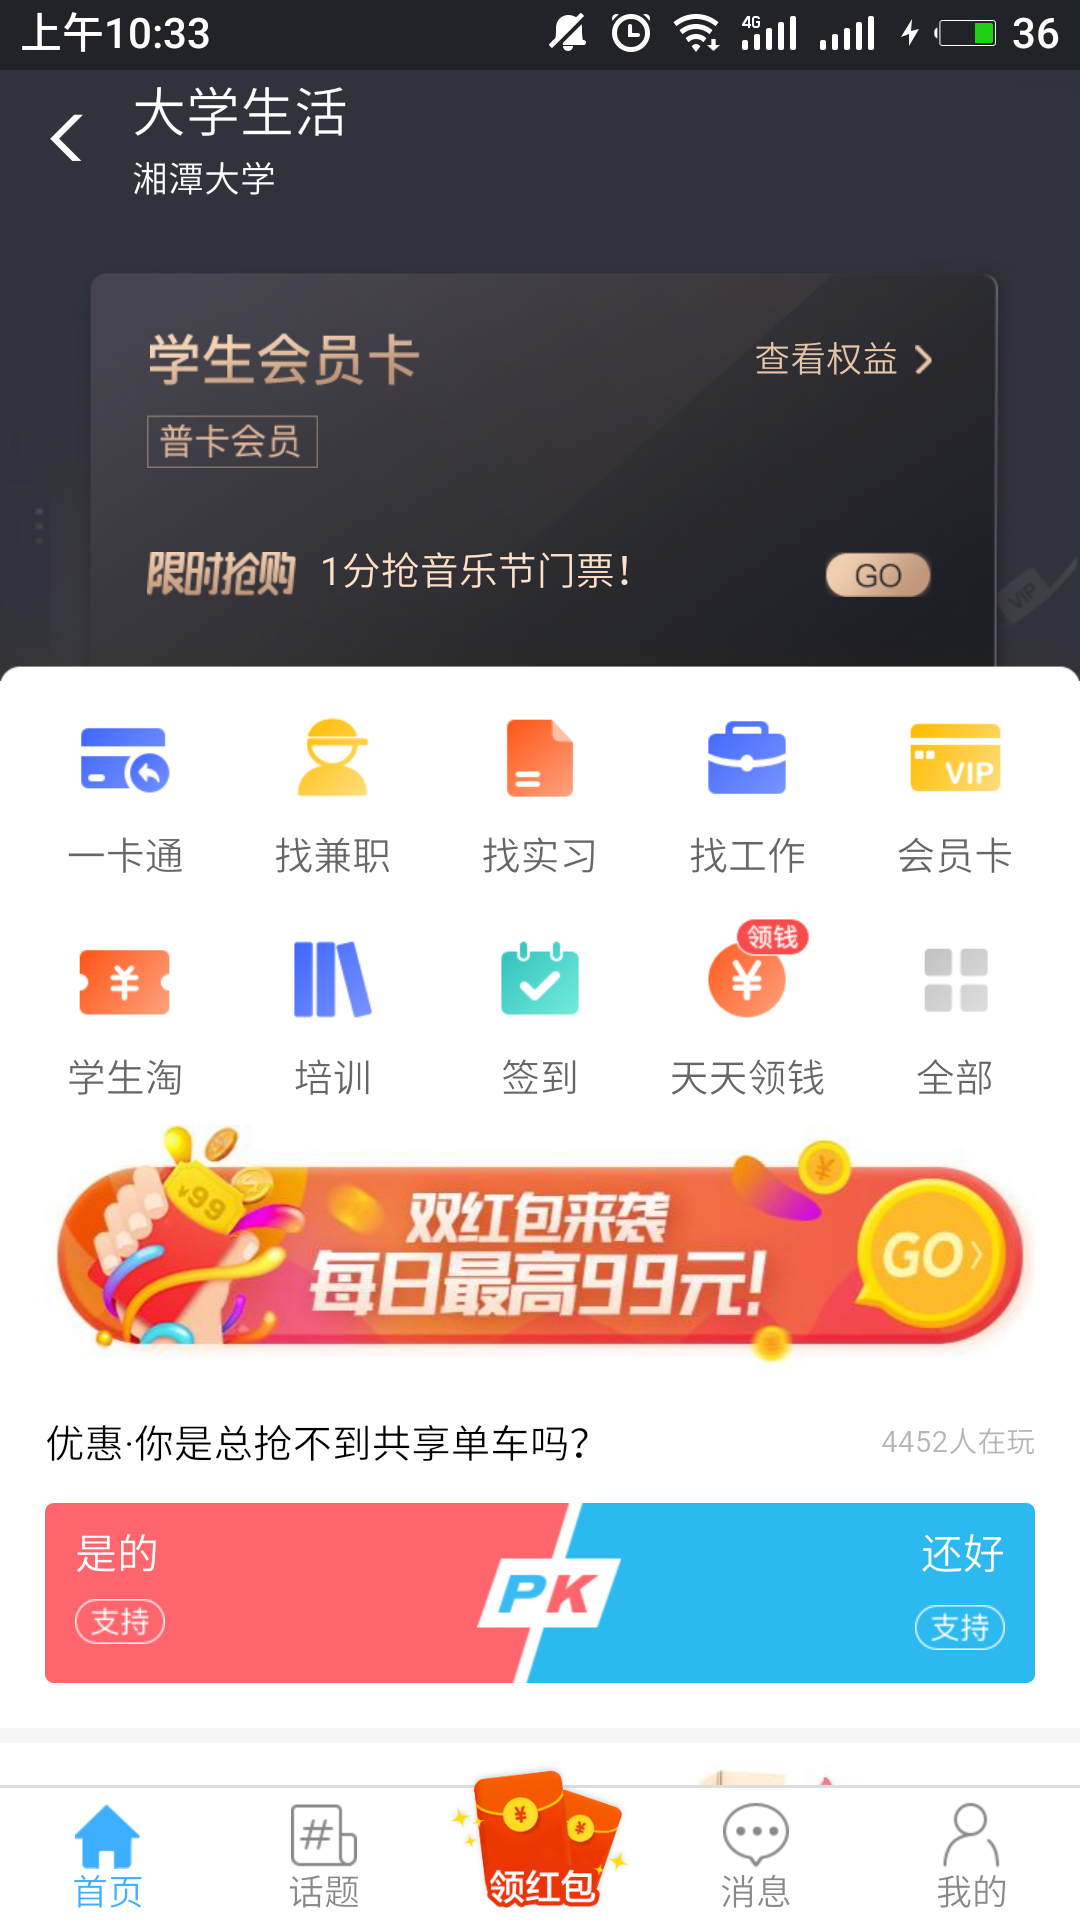 上午10:33
4G
36
大学生活
湘潭大学
学生会员卡
查看权益
普卡会员
限时抢购 1分抢音乐节门票!
GO
VIP
VIP
一卡通 找兼职 找实习 找工作 会员卡
领钱
学生淘 培训 签到 天天领钱 全部
¥99
双红包来袭
每日最高99元!
GO
优惠·你是总抢不到共享单车吗?
4452人在玩
是的
还好
PK
支持
支持
领红包
首页 话题 消息 我的